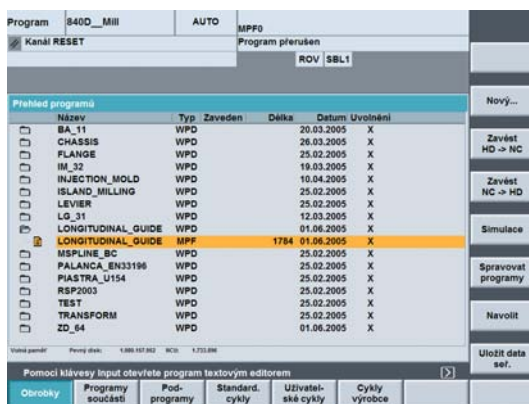 Program 840D__Mill AUTO MPF0
Kanál RESET Program přerušen
ROV SBL1
Přehled programů
Název Typ Zaveden Délka Datum Uvolnění
BA_11 WPD 20.03.2005 X
CHASSIS WPD 26.03.2005 X
FLANGE WPD 25.02.2005 X
IM_32 WPD 19.03.2005 X
INJECTION_MOLD WPD 10.04.2005 X
ISLAND_MILLING WPD 25.02.2005 X
LEVIER WPD 25.02.2005 X
LG_31 WPD 12.03.2005 X
LONGITUDINAL_GUIDE WPD 01.06.2005 X
LONGITUDINAL_GUIDE MPF 1784 01.06.2005 X
MSPLINE_BC WPD 25.02.2005 X
PALANCA_EN33196 WPD 25.02.2005 X
PIASTRA_U154 WPD 25.02.2005 X
RSP2003 WPD 25.02.2005 X
TEST WPD 25.02.2005 X
TRANSFORM WPD 25.02.2005 X
ZD_64 WPD 01.06.2005 X
Volná paměť Pevný disk:
Pomocí klávesy Input otevřete program textovým editorem
Nový...
Zavést
HD -> NC
Zavést
NC -> HD
Simulace
Spravovat
programy
Navolit
Uložit data
seř.
Obrobky
Programy
součástí
Pod-
programy
Standard.
cykly
Uživatel-
ské cykly
Cykly
výrobce